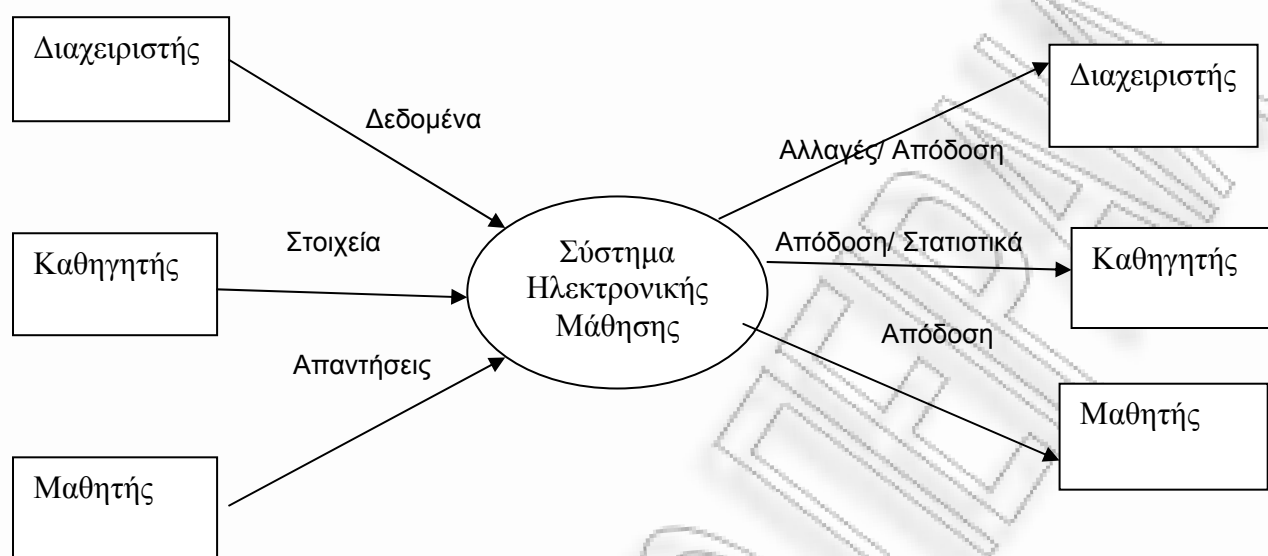 Διαχειριστής
Διαχειριστής
Δεδομένα
Αλλαγές/ Απόδοση
Στοιχεία
Απόδοση/ Στατιστικά
Καθηγητής
Σύστημα
Ηλεκτρονικής
Μάθησης
Καθηγητής
Απαντήσεις
Απόδοση
Μαθητής
Μαθητής